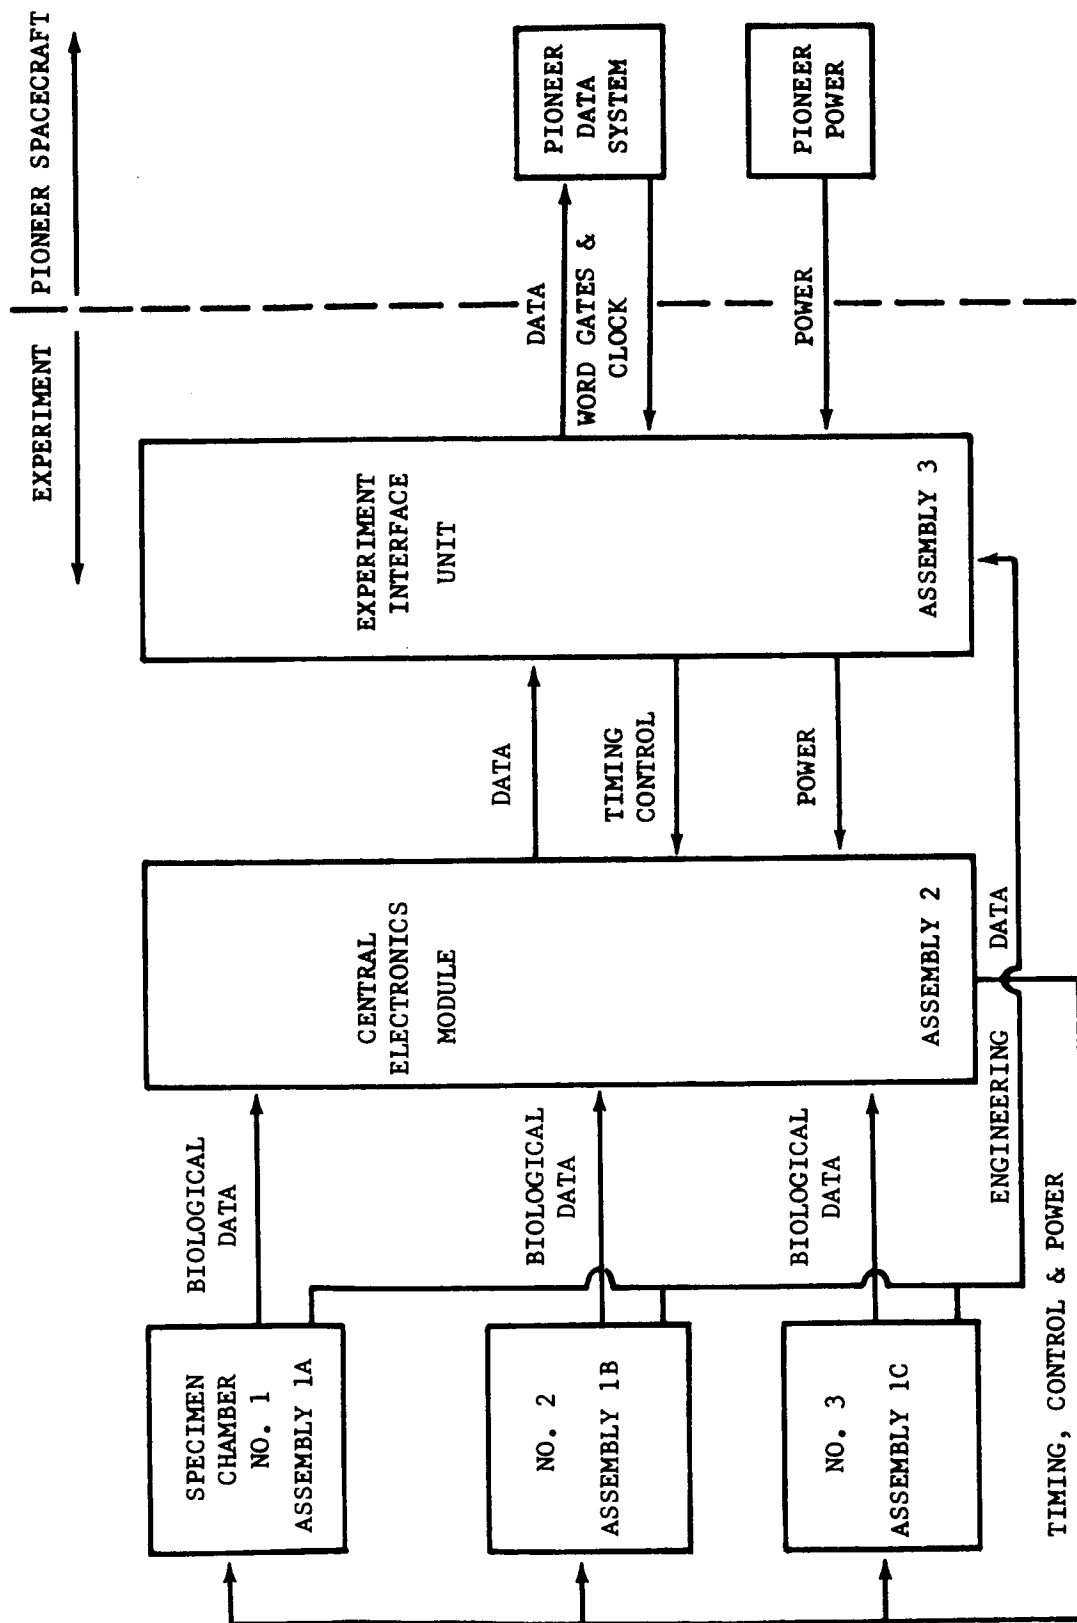 EXPERIMENT
PIONEER SPACECRAFT
SPECIMEN
CHAMBER
NO. 1
ASSEMBLY 1A
BIOLOGICAL
DATA
NO. 2
ASSEMBLY 1B
BIOLOGICAL
DATA
NO. 3
ASSEMBLY 1C
BIOLOGICAL
DATA
CENTRAL
ELECTRONICS
MODULE
ASSEMBLY 2
DATA
TIMING
CONTROL
POWER
EXPERIMENT
INTERFACE
UNIT
ASSEMBLY 3
DATA
WORD GATES &
CLOCK
POWER
PIONEER
DATA
SYSTEM
PIONEER
POWER
ENGINEERING DATA
TIMING, CONTROL & POWER